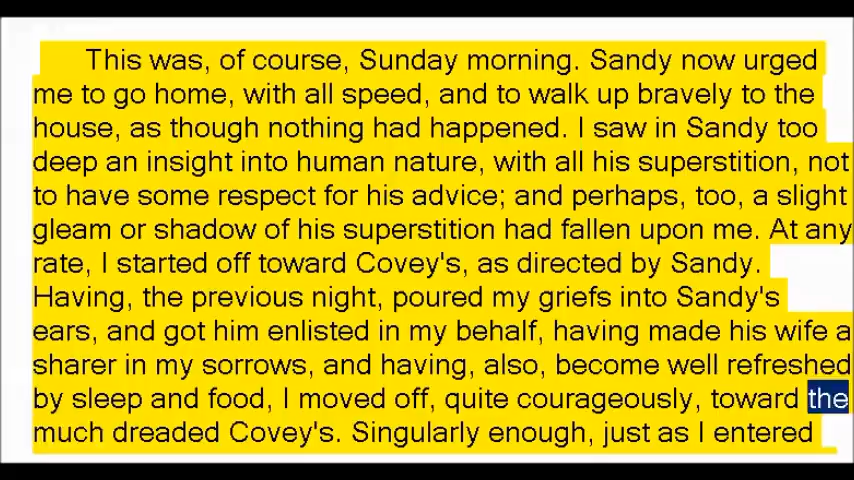 This was, of course, Sunday morning. Sandy now urged
me to go home, with all speed, and to walk up bravely to the
house, as though nothing had happened. I saw in Sandy too
deep an insight into human nature, with all his superstition, not
to have some respect for his advice; and perhaps, too, a slight
gleam or shadow of his superstition had fallen upon me. At any
rate, I started off toward Covey's, as directed by Sandy.
Having, the previous night, poured my griefs into Sandy's
ears, and got him enlisted in my behalf, having made his wife a
sharer in my sorrows, and having, also, become well refreshed
by sleep and food, I moved off, quite courageously, toward the
much dreaded Covey's. Singularly enough, just as I entered